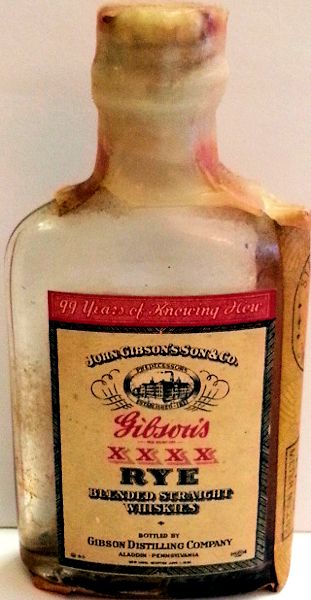 99 Years of Knowing How
JOHN GIBSON'S SON & CO.
PREDECESSORS
ESTABLISHED
Gibson's
XXXX
RYE
BLENDED STRAIGHT
WHISKIES
BOTTLED BY
GIBSON DISTILLING COMPANY
ALADDIN - PENNSYLVANIA